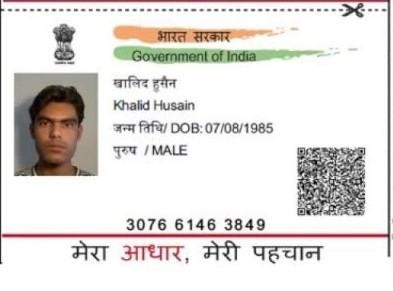 भारत सरकार
Government of India
खालिद हुसैन
Khalid Husain
जन्म तिथि/ DOB: 07/08/1985
पुरुष / MALE
3076 6146 3849
मेरा आधार, मेरी पहचान